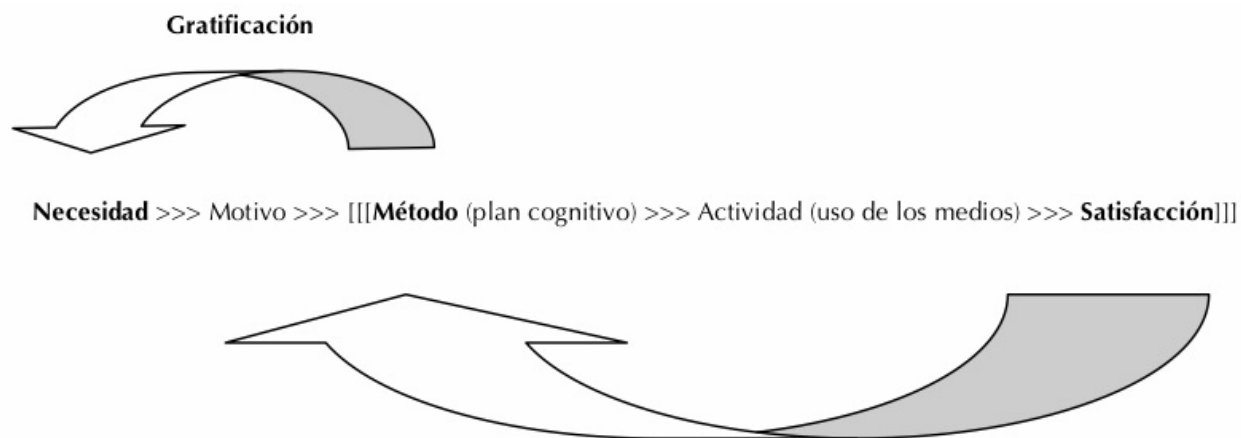 Gratificación
Necesidad >>> Motivo >>> [[[Método (plan cognitivo) >>> Actividad (uso de los medios) >>> Satisfacción]]]